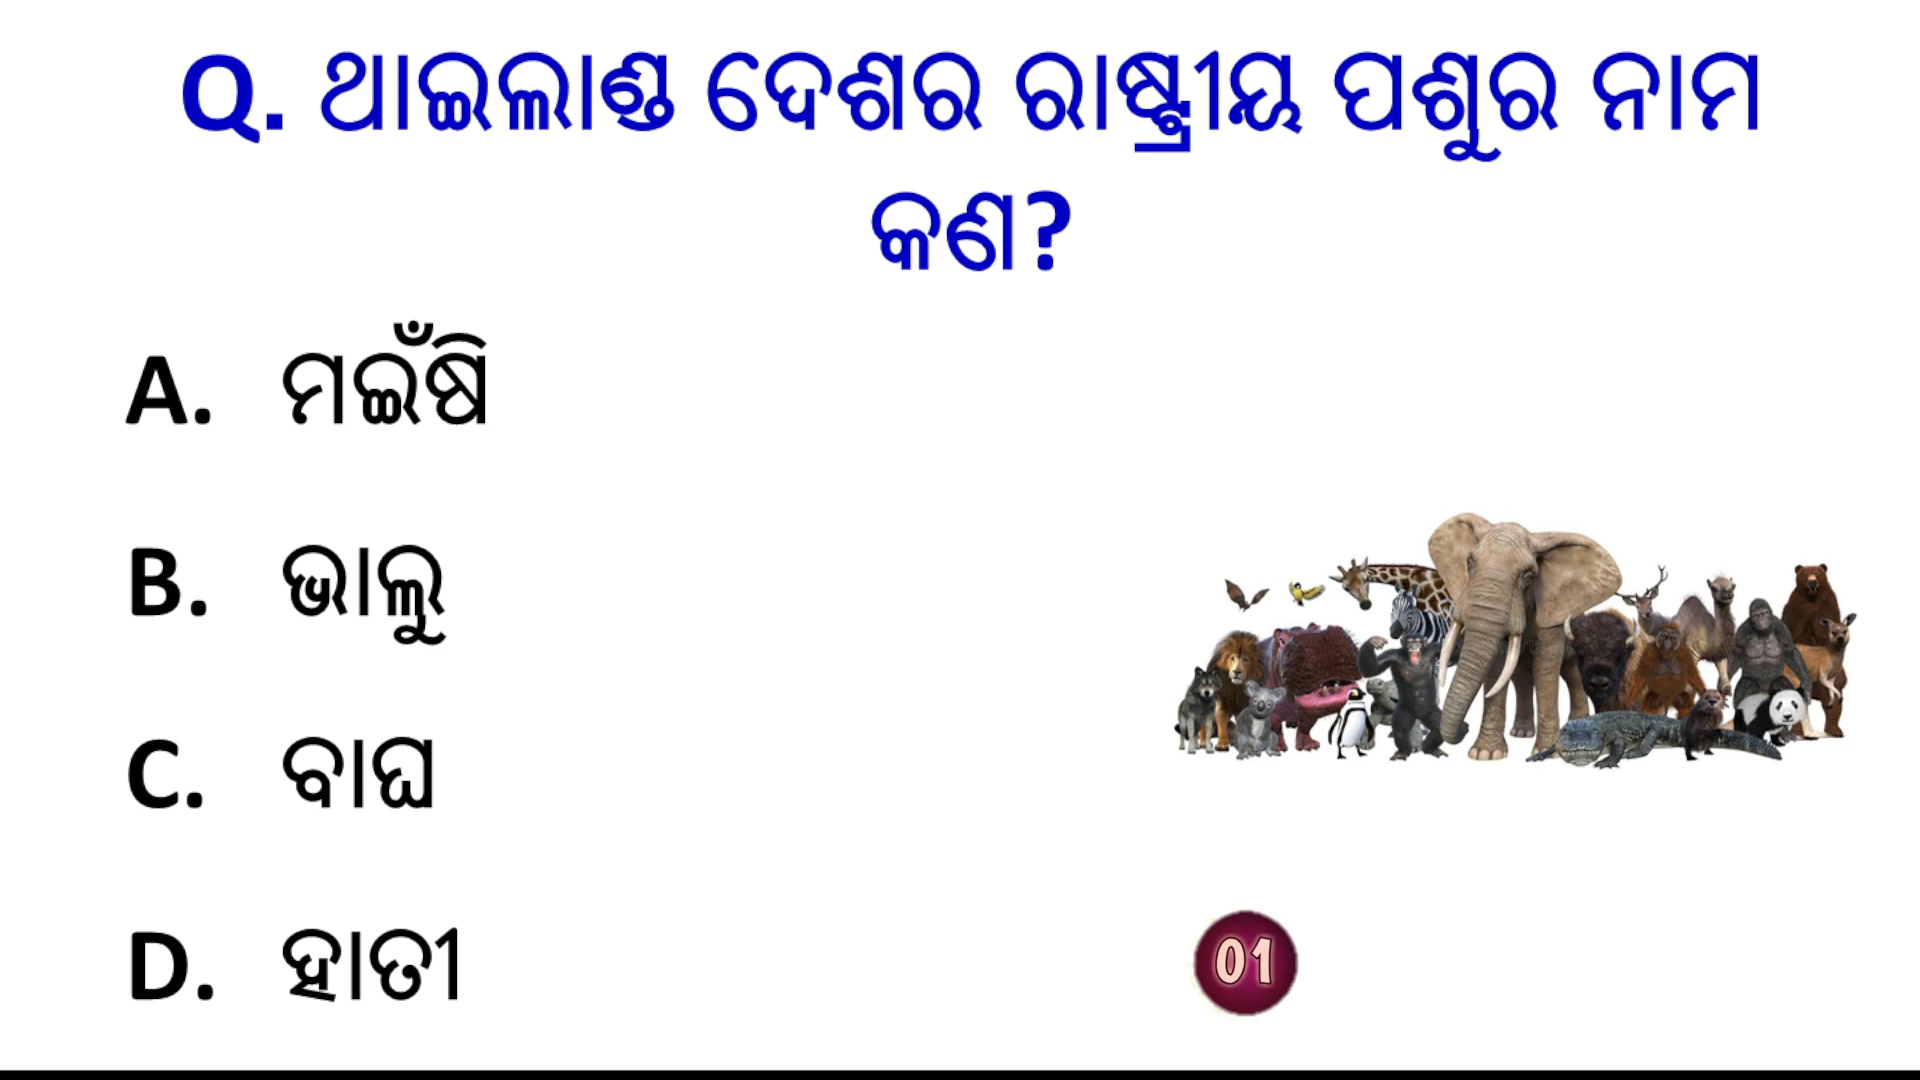 Q. ଥାଇଲାଣ୍ଡ ଦେଶର ରାଷ୍ଟ୍ରୀୟ ପଶୁର ନାମ
କଣ?
A. ମଇଁଷି
B. ଭାଲୁ
C. ବାଘ
D. ହାତୀ
01